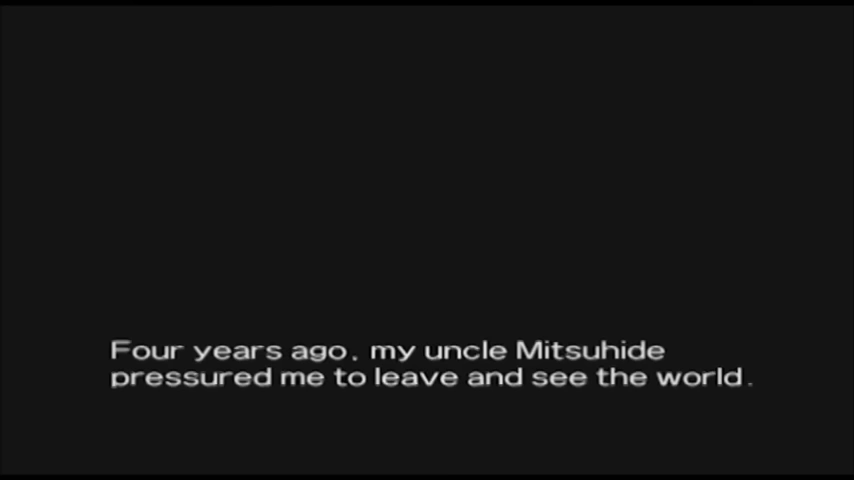 Four years ago, my uncle Mitsuhide
pressured me to leave and see the world.